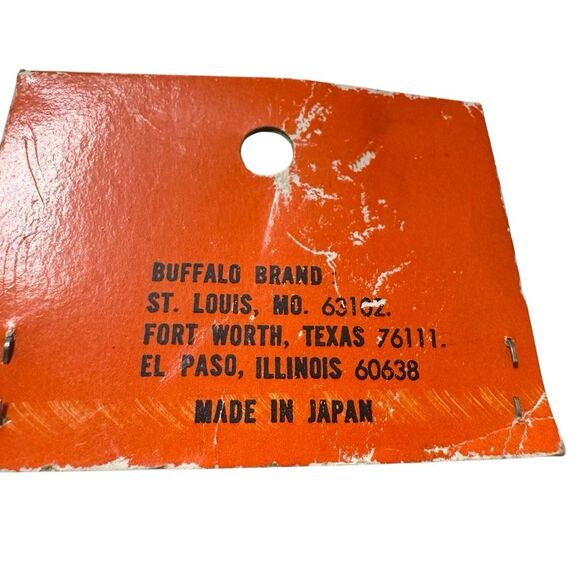 BUFFALO BRAND
ST. LOUIS, MO. 63102.
FORT WORTH, TEXAS 76111.
EL PASO, ILLINOIS 60638
MADE IN JAPAN